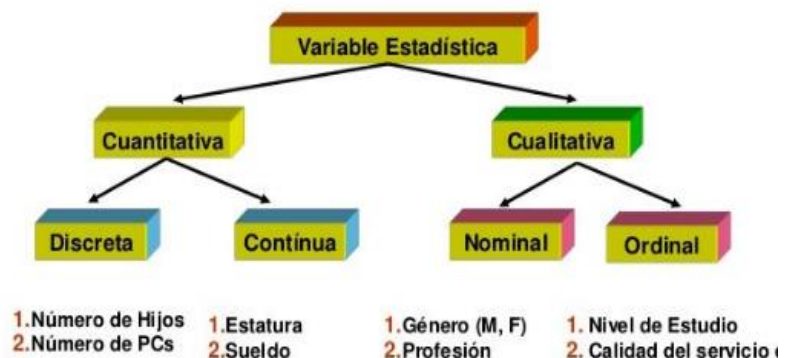 Variable Estadística
Cuantitativa
Cualitativa
Discreta
Contínua
Nominal
Ordinal
1.Número de Hijos
2.Número de PCs
1.Estatura
2.Sueldo
1.Género (M, F)
2.Profesión
1. Nivel de Estudio
2. Calidad del servicio